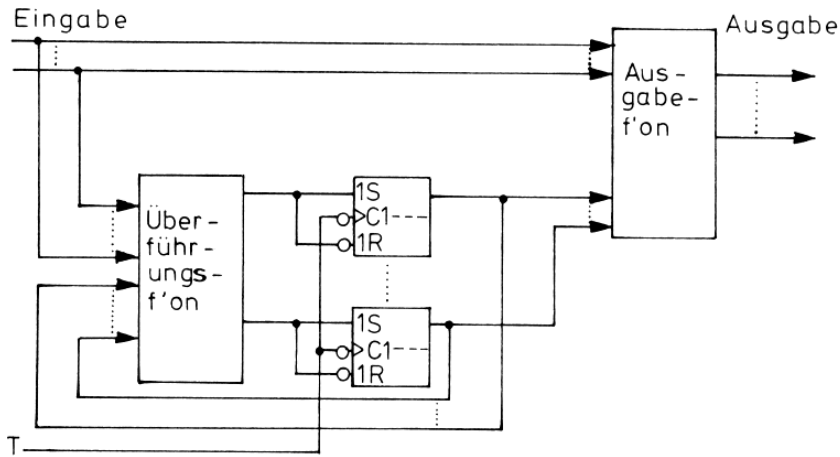 Eingabe
Ausgabe
Aus-
gabe-
f'on
Über-
führ-
ungs-
f'on
1S
C1
1R
1S
C1
1R
T